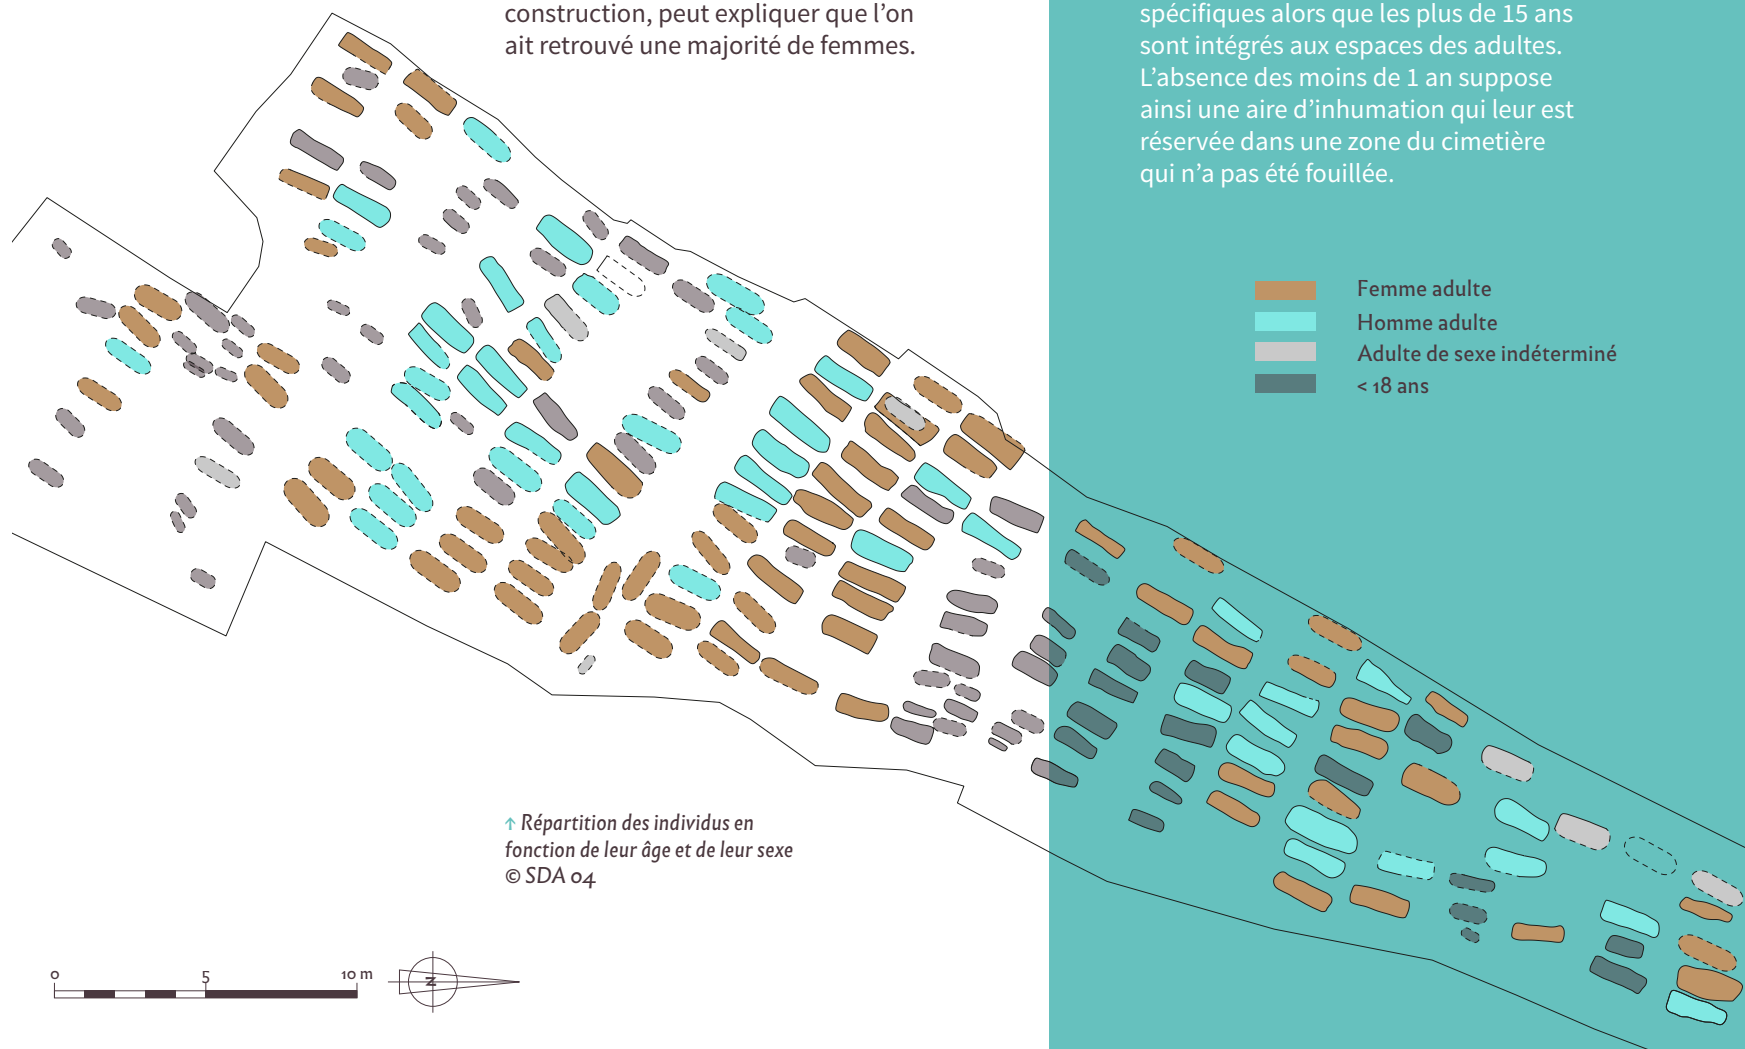 construction, peut expliquer que l’on
ait retrouvé une majorité de femmes.
spécifiques alors que les plus de 15 ans
sont intégrés aux espaces des adultes.
L’absence des moins de 1 an suppose
ainsi une aire d’inhumation qui leur est
réservée dans une zone du cimetière
qui n’a pas été fouillée.
Femme adulte
Homme adulte
Adulte de sexe indéterminé
< 18 ans
↑ Répartition des individus en
fonction de leur âge et de leur sexe
© SDA 04
0 5 10 m
Z